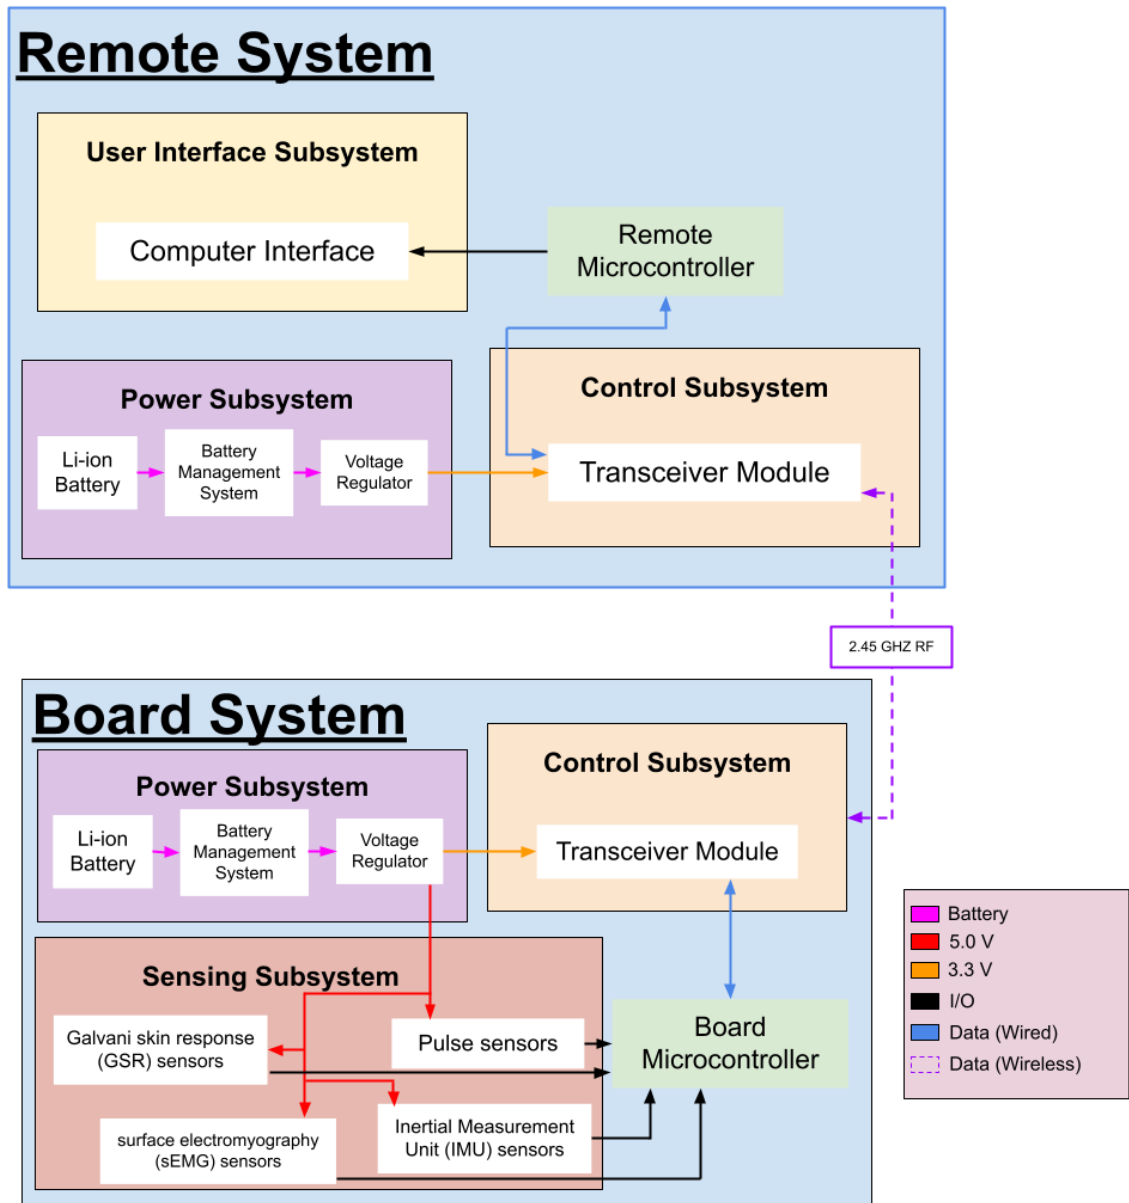 Remote System
User Interface Subsystem
Computer Interface
Remote
Microcontroller
Power Subsystem
Li-ion
Battery
Battery
Management
System
Voltage
Regulator
Control Subsystem
Transceiver Module
2.45 GHZ RF
Board System
Power Subsystem
Li-ion
Battery
Battery
Management
System
Voltage
Regulator
Control Subsystem
Transceiver Module
Sensing Subsystem
Galvani skin response
(GSR) sensors
Pulse sensors
surface electromyography
(sEMG) sensors
Inertial Measurement
Unit (IMU) sensors
Board
Microcontroller
Battery
5.0 V
3.3 V
I/O
Data (Wired)
Data (Wireless)